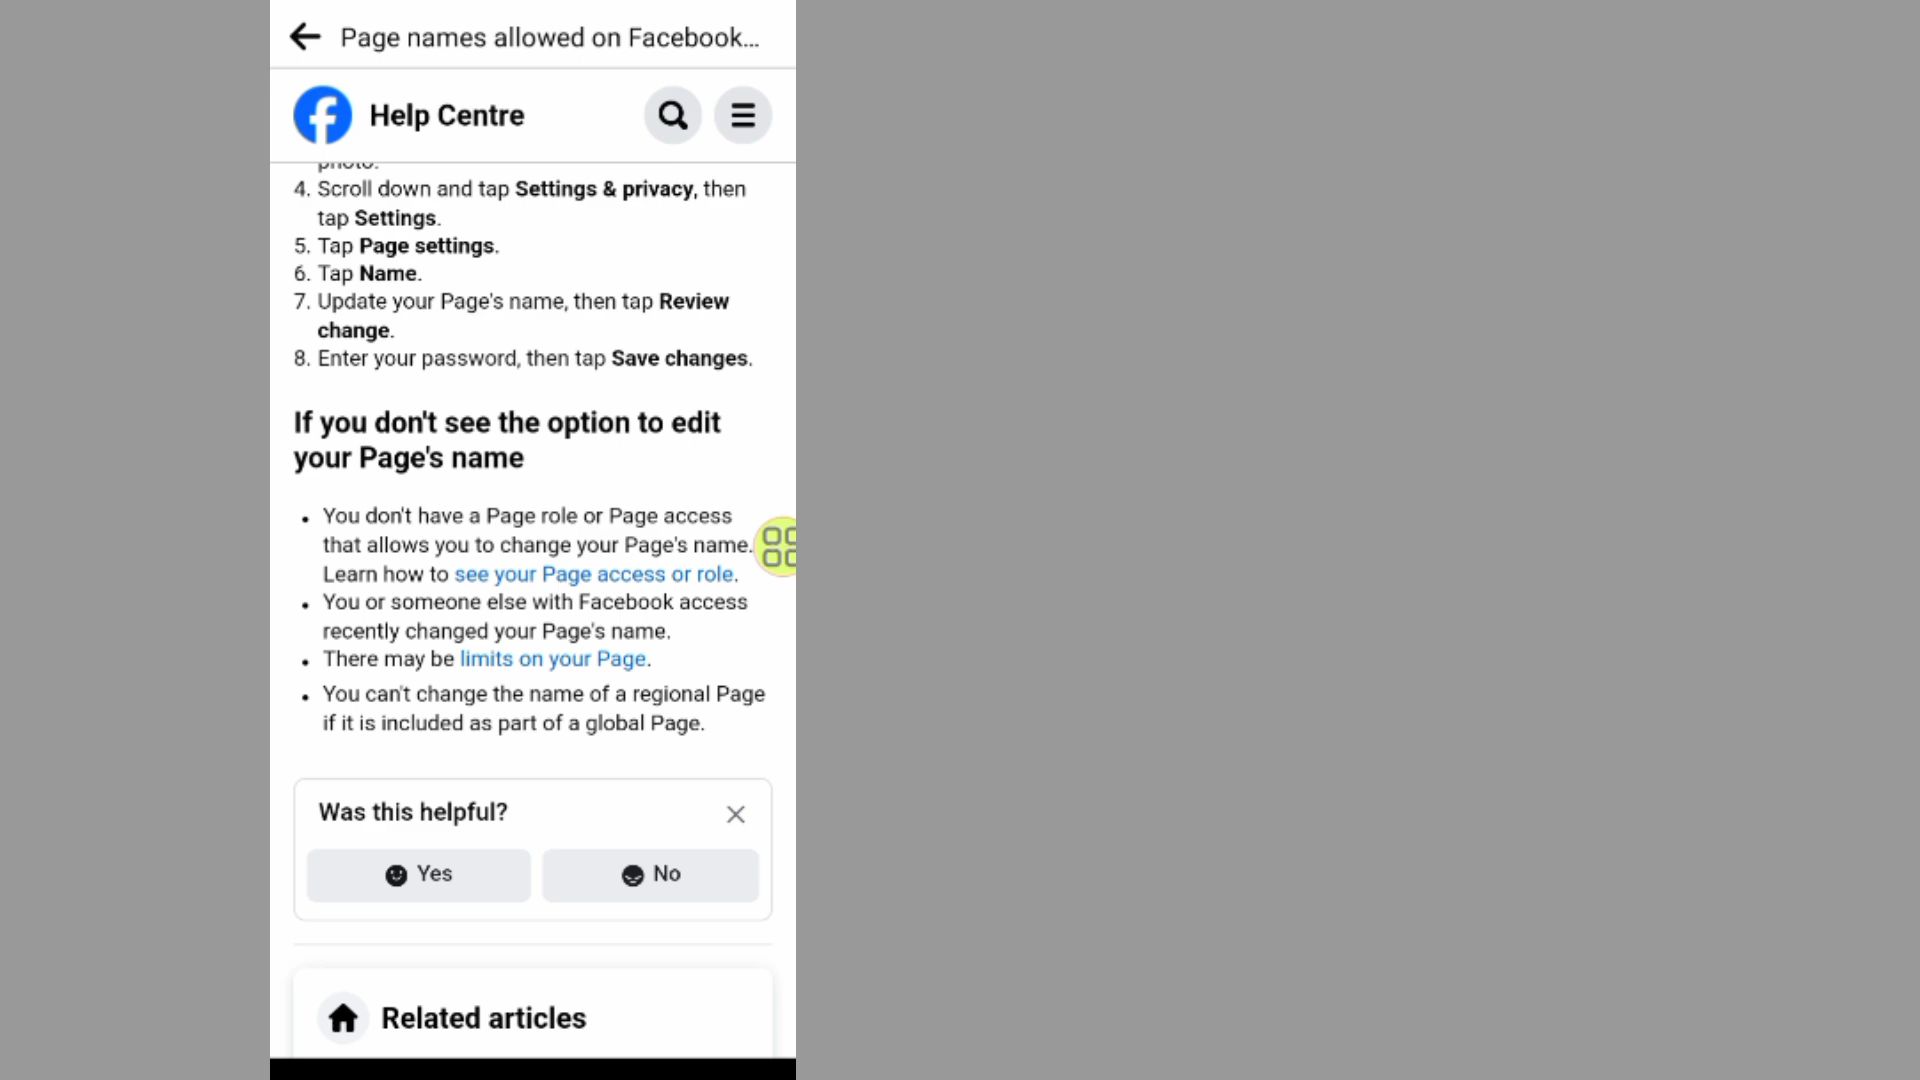 Page names allowed on Facebook...
Help Centre
photo.
4. Scroll down and tap Settings & privacy, then
tap Settings.
5. Tap Page settings.
6. Tap Name.
7. Update your Page's name, then tap Review
change.
8. Enter your password, then tap Save changes.
If you don't see the option to edit
your Page's name
• You don't have a Page role or Page access
that allows you to change your Page's name.
Learn how to see your Page access or role.
• You or someone else with Facebook access
recently changed your Page's name.
• There may be limits on your Page.
• You can't change the name of a regional Page
if it is included as part of a global Page.
Was this helpful?
Yes
No
Related articles